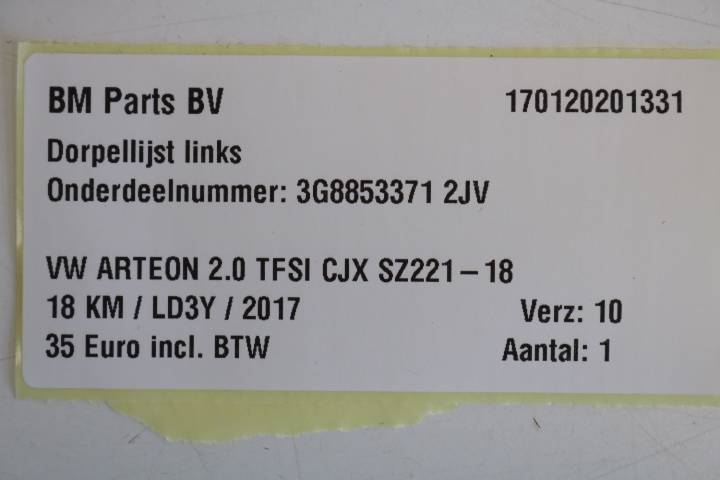 BM Parts BV 170120201331
Dorpellijst links
Onderdeelnummer: 3G8853371 2JV
VW ARTEON 2.0 TFSI CJX SZ221-18
18 KM / LD3Y / 2017 Verz: 10
35 Euro incl. BTW Aantal: 1